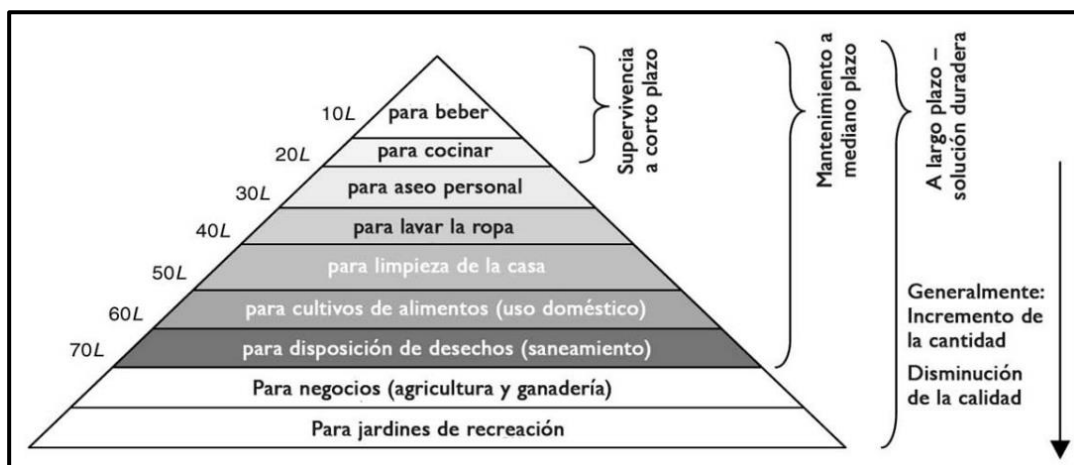 10L
para beber
20L
para cocinar
30L
para aseo personal
40L
para lavar la ropa
50L
para limpieza de la casa
60L
para cultivos de alimentos (uso doméstico)
70L
para disposición de desechos (saneamiento)
Para negocios (agricultura y ganadería)
Para jardines de recreación
Supervivencia
a corto plazo
Mantenimiento a
mediano plazo
A largo plazo –
solución duradera
Generalmente:
Incremento de
la cantidad
Disminución
de la calidad